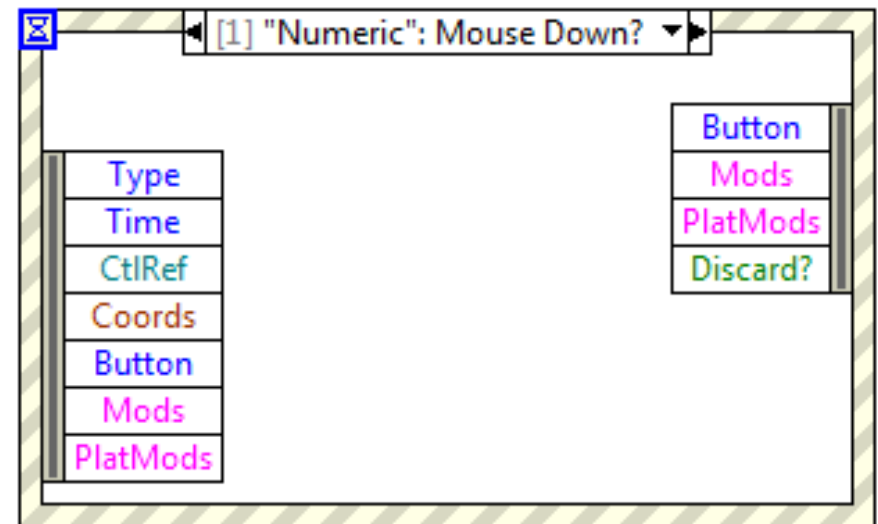 [1] "Numeric": Mouse Down?
Type
Time
CtlRef
Coords
Button
Mods
PlatMods
Button
Mods
PlatMods
Discard?